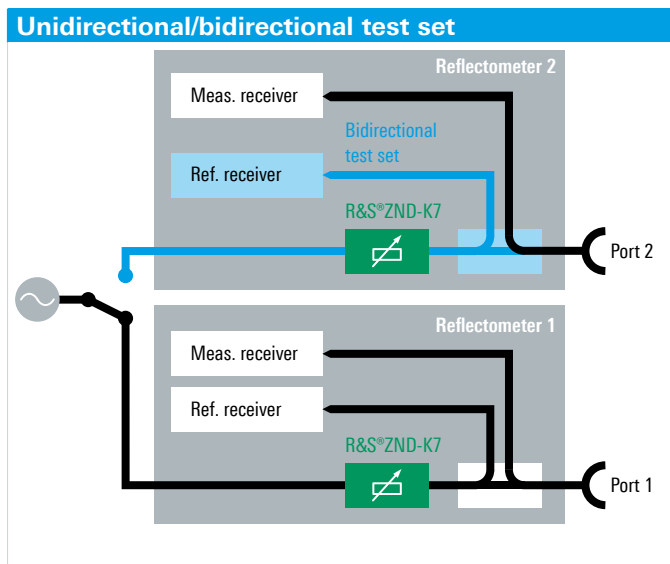 Unidirectional/bidirectional test set
Reflectometer 2
Meas. receiver
Bidirectional
test set
Ref. receiver
R&S®ZND-K7
Port 2
Reflectometer 1
Meas. receiver
Ref. receiver
R&S®ZND-K7
Port 1